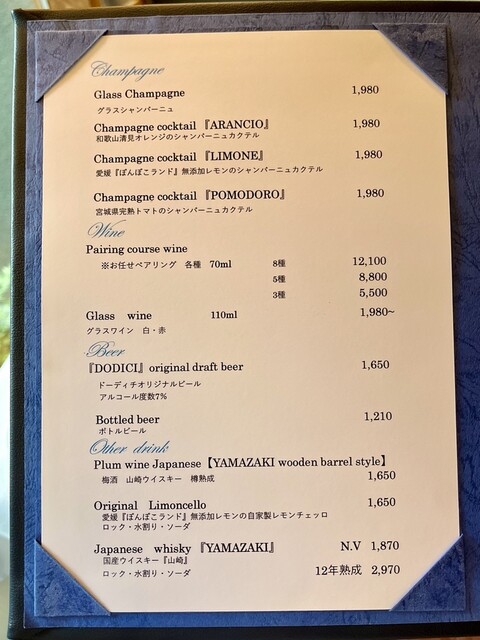 Champagne
Glass Champagne 1,980
グラスシャンパーニュ
Champagne cocktail 『ARANCIO』 1,980
和歌山清見オレンジのシャンパーニュカクテル
Champagne cocktail 『LIMONE』 1,980
愛媛『ぽんぽこランド』無添加レモンのシャンパーニュカクテル
Champagne cocktail 『POMODORO』 1,980
宮城県完熟トマトのシャンパーニュカクテル
Wine
Pairing course wine
※お任せペアリング 各種 70ml 8種 12,100
5種 8,800
3種 5,500
Glass wine 110ml 1,980~
グラスワイン 白・赤
Beer
『DODICI』original draft beer 1,650
ドーディチオリジナルビール
アルコール度数7%
Bottled beer 1,210
ボトルビール
Other drink
Plum wine Japanese【YAMAZAKI wooden barrel style】
梅酒 山崎ウイスキー 樽熟成 1,650
Original Limoncello 1,650
愛媛『ぽんぽこランド』無添加レモンの自家製レモンチェッロ
ロック・水割り・ソーダ
Japanese whisky 『YAMAZAKI』 N.V 1,870
国産ウイスキー『山崎』
ロック・水割り・ソーダ 12年熟成 2,970